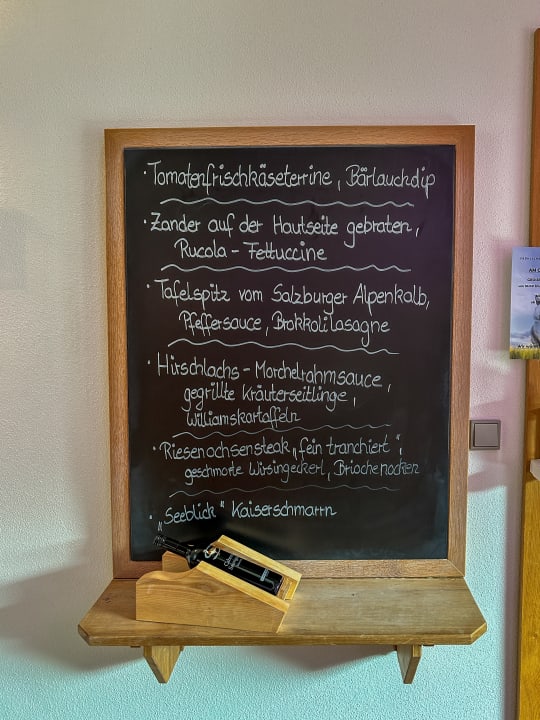 · Tomatenfrischkäseterrine, Bärlauchdip
· Zander auf der Hautseite gebraten,
Rucola - Fettuccine
· Tafelspitz vom Salzburger Alpenkalb,
Pfeffersauce, Brokkolilasagne
· Hirschlachs - Morchelrahmsauce,
gegrillte Kräuterseitlinge,
Williamskartoffeln
· Riesenochsensteak „fein tranchiert",
geschmorte Wirsingeckerl, Briochenocken
· „Seeblick" Kaiserschmarrn